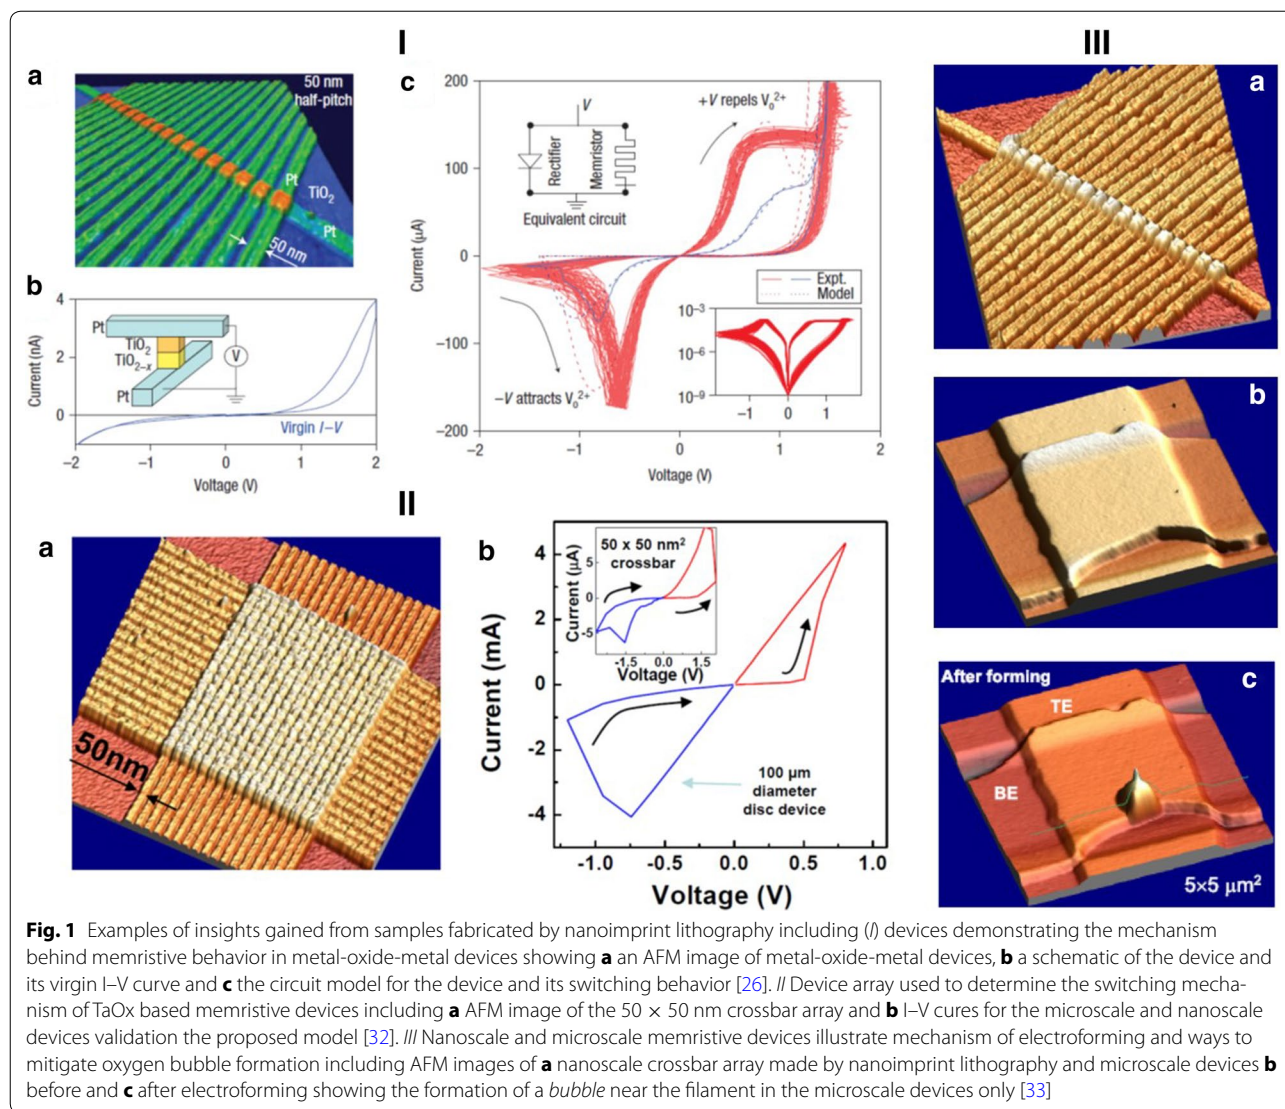 I
III
a
50 nm
half-pitch
Pt
TiO2
Pt
50 nm
b
4
2
0
Current (nA)
Pt
TiO2
TiO2−x
Pt
V
Virgin I–V
−2
−1
0
1
2
Voltage (V)
c
200
100
0
−100
−200
Current (μA)
V
Rectifier
Memristor
Equivalent circuit
+V repels Vo2+
−V attracts Vo2+
Expt.
Model
10−3
10−6
10−9
−1
0
1
−2
−1
0
1
2
Voltage (V)
II
a
50nm
b
4
2
0
-2
-4
Current (mA)
50 x 50 nm2
crossbar
5
0
-5
Current (μA)
-1.5
0.0
1.5
Voltage (V)
100 μm
diameter
disc device
-1.0
-0.5
0.0
0.5
1.0
Voltage (V)
a
b
After forming
c
TE
BE
5×5 μm2
Fig. 1 Examples of insights gained from samples fabricated by nanoimprint lithography including (I) devices demonstrating the mechanism
behind memristive behavior in metal-oxide-metal devices showing a an AFM image of metal-oxide-metal devices, b a schematic of the device and
its virgin I–V curve and c the circuit model for the device and its switching behavior [26]. II Device array used to determine the switching mecha-
nism of TaOx based memristive devices including a AFM image of the 50 × 50 nm crossbar array and b I–V cures for the microscale and nanoscale
devices validation the proposed model [32]. III Nanoscale and microscale memristive devices illustrate mechanism of electroforming and ways to
mitigate oxygen bubble formation including AFM images of a nanoscale crossbar array made by nanoimprint lithography and microscale devices b
before and c after electroforming showing the formation of a bubble near the filament in the microscale devices only [33]